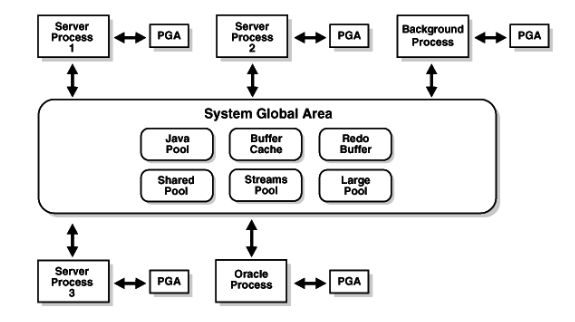 Server
Process
1
PGA
Server
Process
2
PGA
Background
Process
PGA
System Global Area
Java
Pool
Buffer
Cache
Redo
Buffer
Shared
Pool
Streams
Pool
Large
Pool
Server
Process
3
PGA
Oracle
Process
PGA